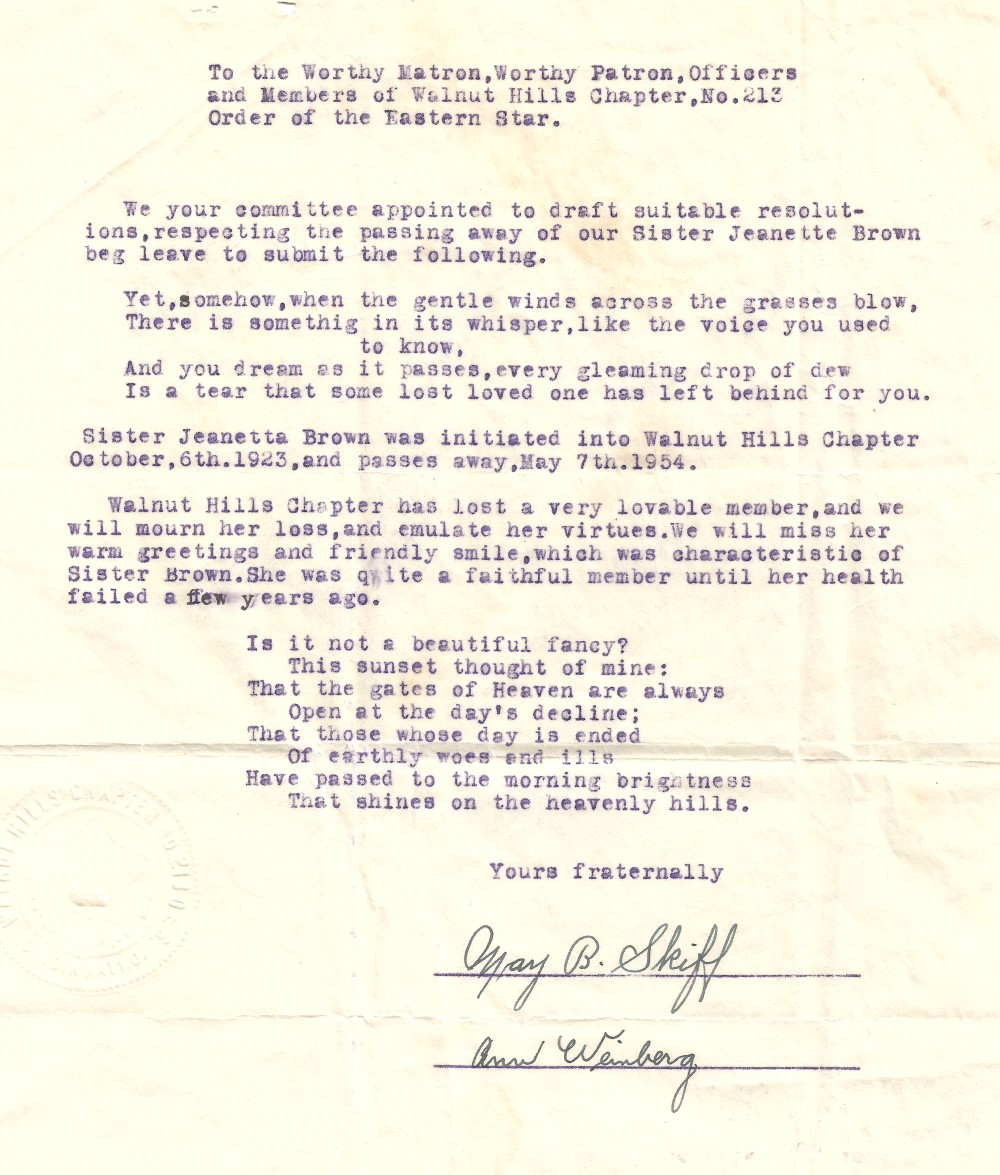 To the Worthy Matron,Worthy Patron,Officers
and Members of Walnut Hills Chapter,No.213
Order of the Eastern Star.
We your committee appointed to draft suitable resolut-
ions,respecting the passing away of our Sister Jeanette Brown
beg leave to submit the following.
Yet,somehow,when the gentle winds across the grasses blow,
There is somethig in its whisper,like the voice you used
to know,
And you dream as it passes,every gleaming drop of dew
Is a tear that some lost loved one has left behind for you.
Sister Jeanetta Brown was initiated into Walnut Hills Chapter
October,6th.1923,and passes away,May 7th.1954.
Walnut Hills Chapter has lost a very lovable member,and we
will mourn her loss,and emulate her virtues.We will miss her
warm greetings and friendly smile,which was characteristic of
Sister Brown.She was quite a faithful member until her health
failed a few years ago.
Is it not a beautiful fancy?
This sunset thought of mine:
That the gates of Heaven are always
Open at the day's decline;
That those whose day is ended
Of earthly woes and ills
Have passed to the morning brightness
That shines on the heavenly hills.
HILLS CHAPTER NO 213 O.E.S.
Yours fraternally
May B. Skiff
Ann Weinberg